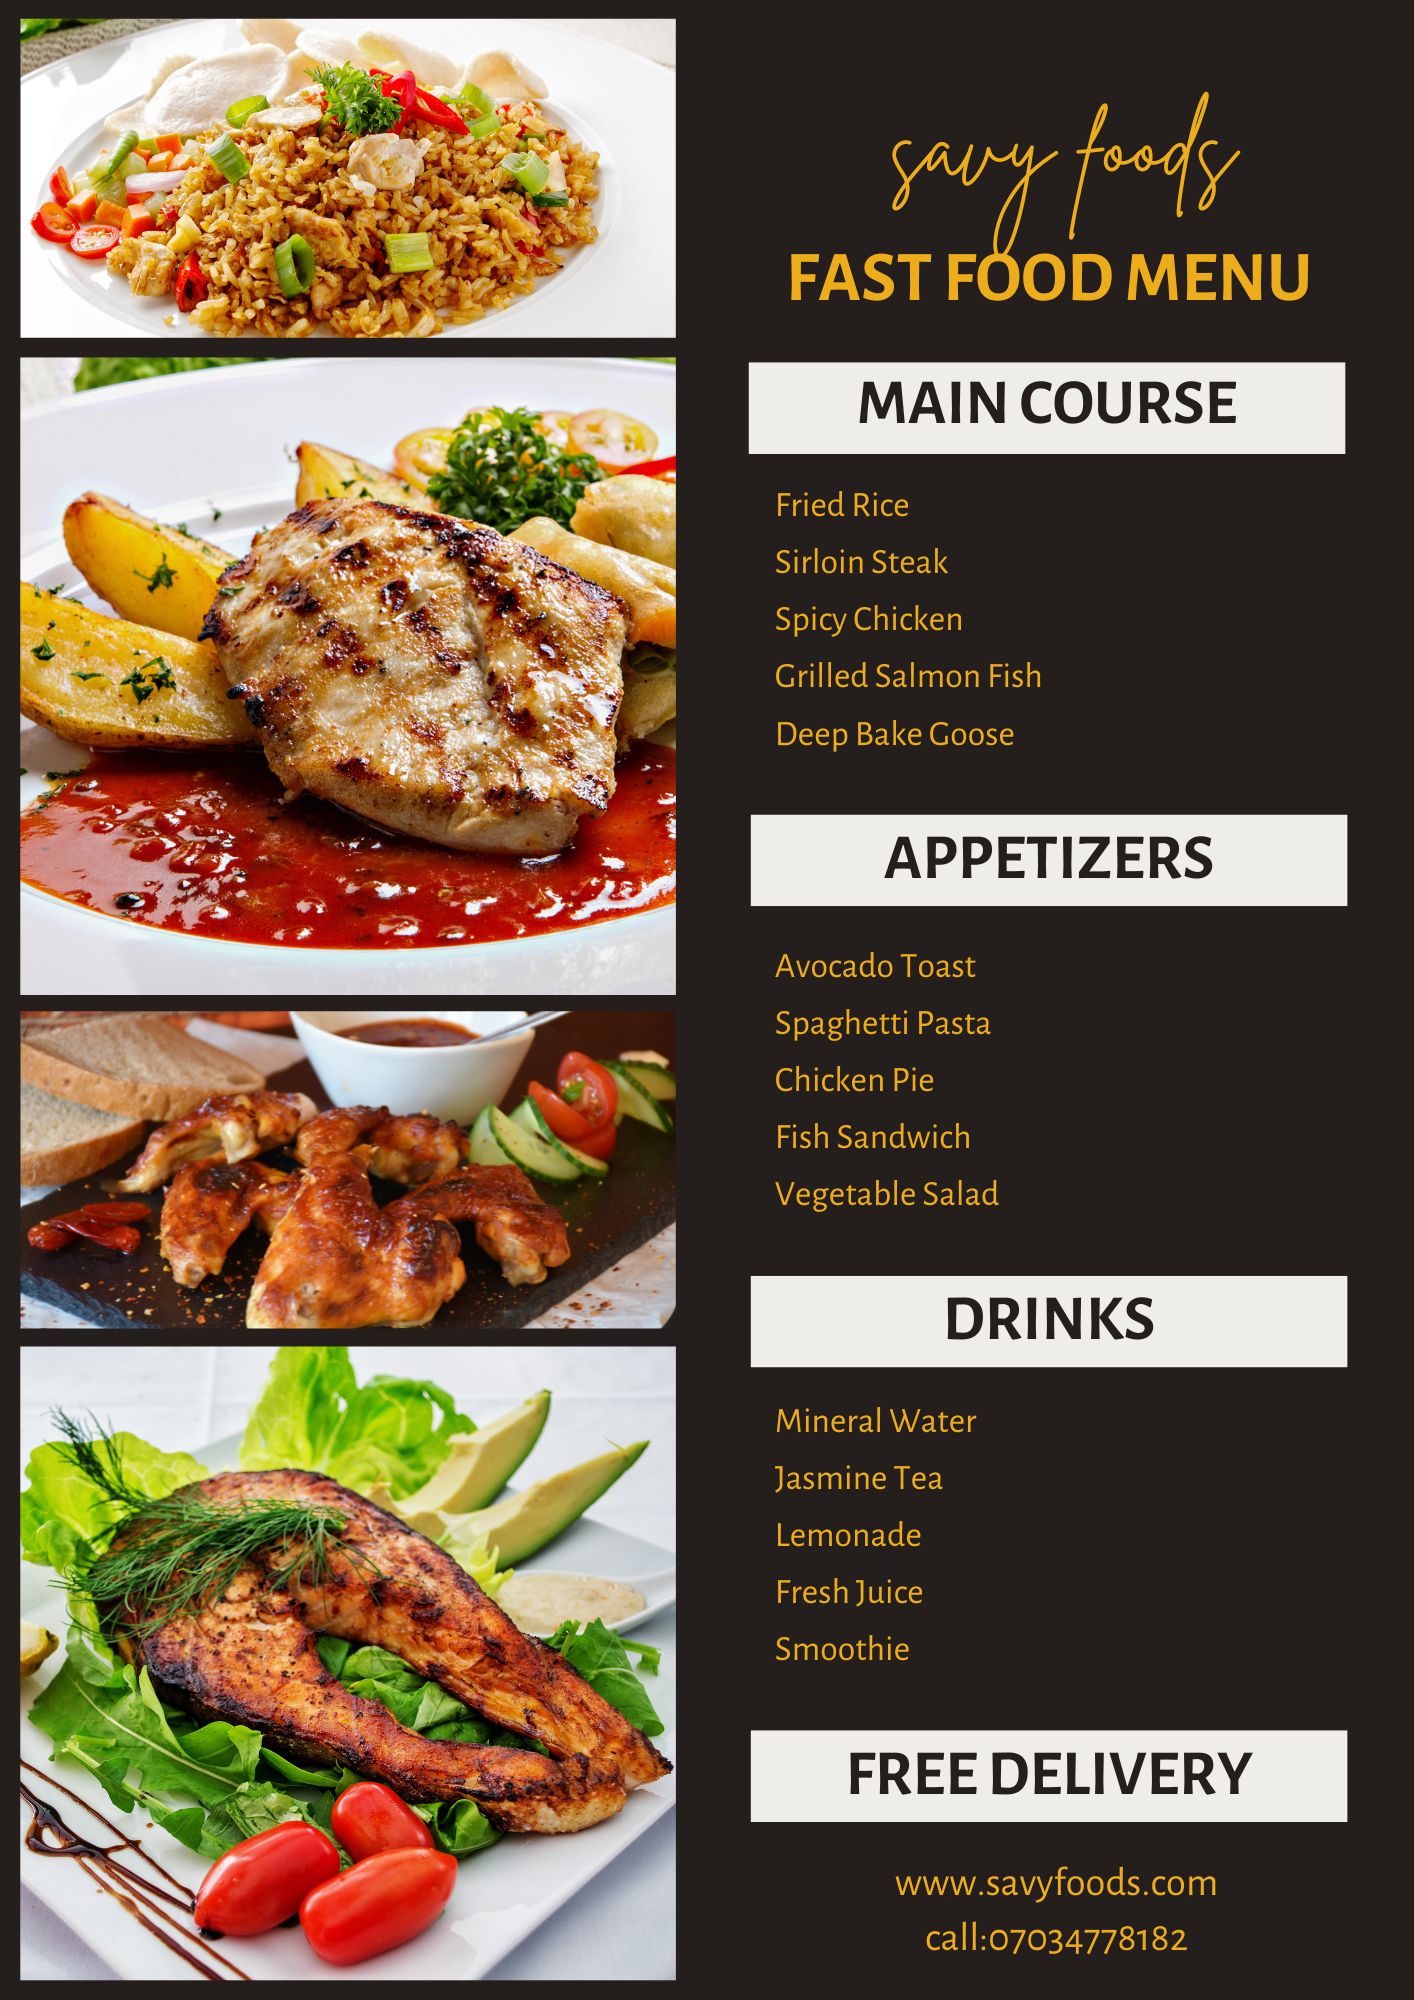 savy foods
FAST FOOD MENU
MAIN COURSE
Fried Rice
Sirloin Steak
Spicy Chicken
Grilled Salmon Fish
Deep Bake Goose
APPETIZERS
Avocado Toast
Spaghetti Pasta
Chicken Pie
Fish Sandwich
Vegetable Salad
DRINKS
Mineral Water
Jasmine Tea
Lemonade
Fresh Juice
Smoothie
FREE DELIVERY
www.savyfoods.com
call:07034778182